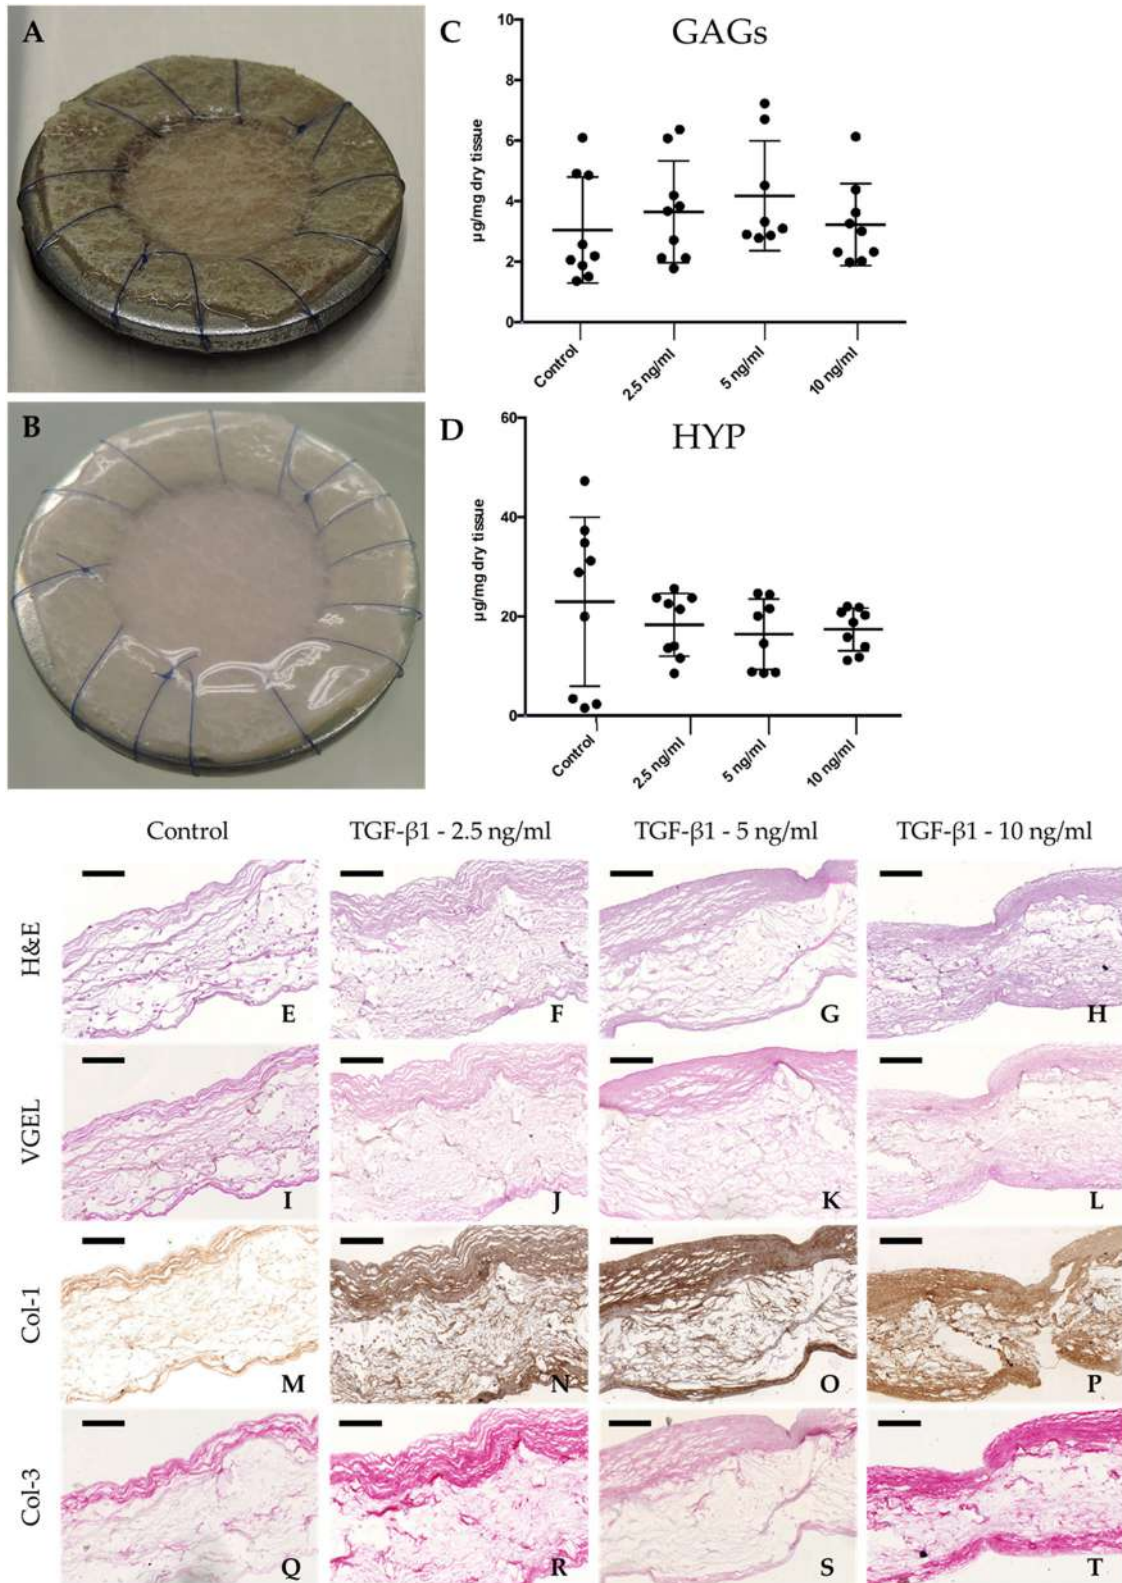 A
B
C
GAGs
µg/mg dry tissue
10
8
6
4
2
0
Control
2.5 ng/ml
5 ng/ml
10 ng/ml
D
HYP
µg/mg dry tissue
60
40
20
0
Control
2.5 ng/ml
5 ng/ml
10 ng/ml
Control TGF-β1 - 2.5 ng/ml TGF-β1 - 5 ng/ml TGF-β1 - 10 ng/ml
H&E
E F G H
VGEL
I J K L
Col-1
M N O P
Col-3
Q R S T